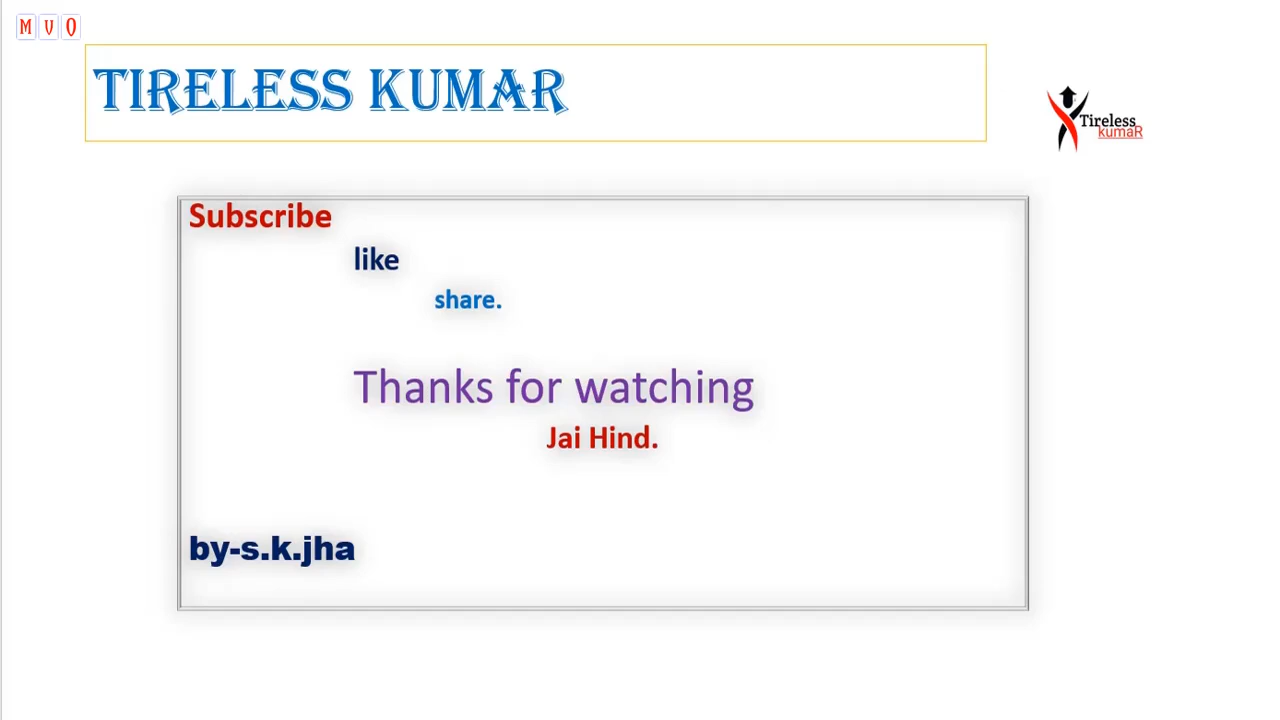 M V O
TIRELESS KUMAR
Tireless
kumaR
Subscribe
like
share.
Thanks for watching
Jai Hind.
by-s.k.jha